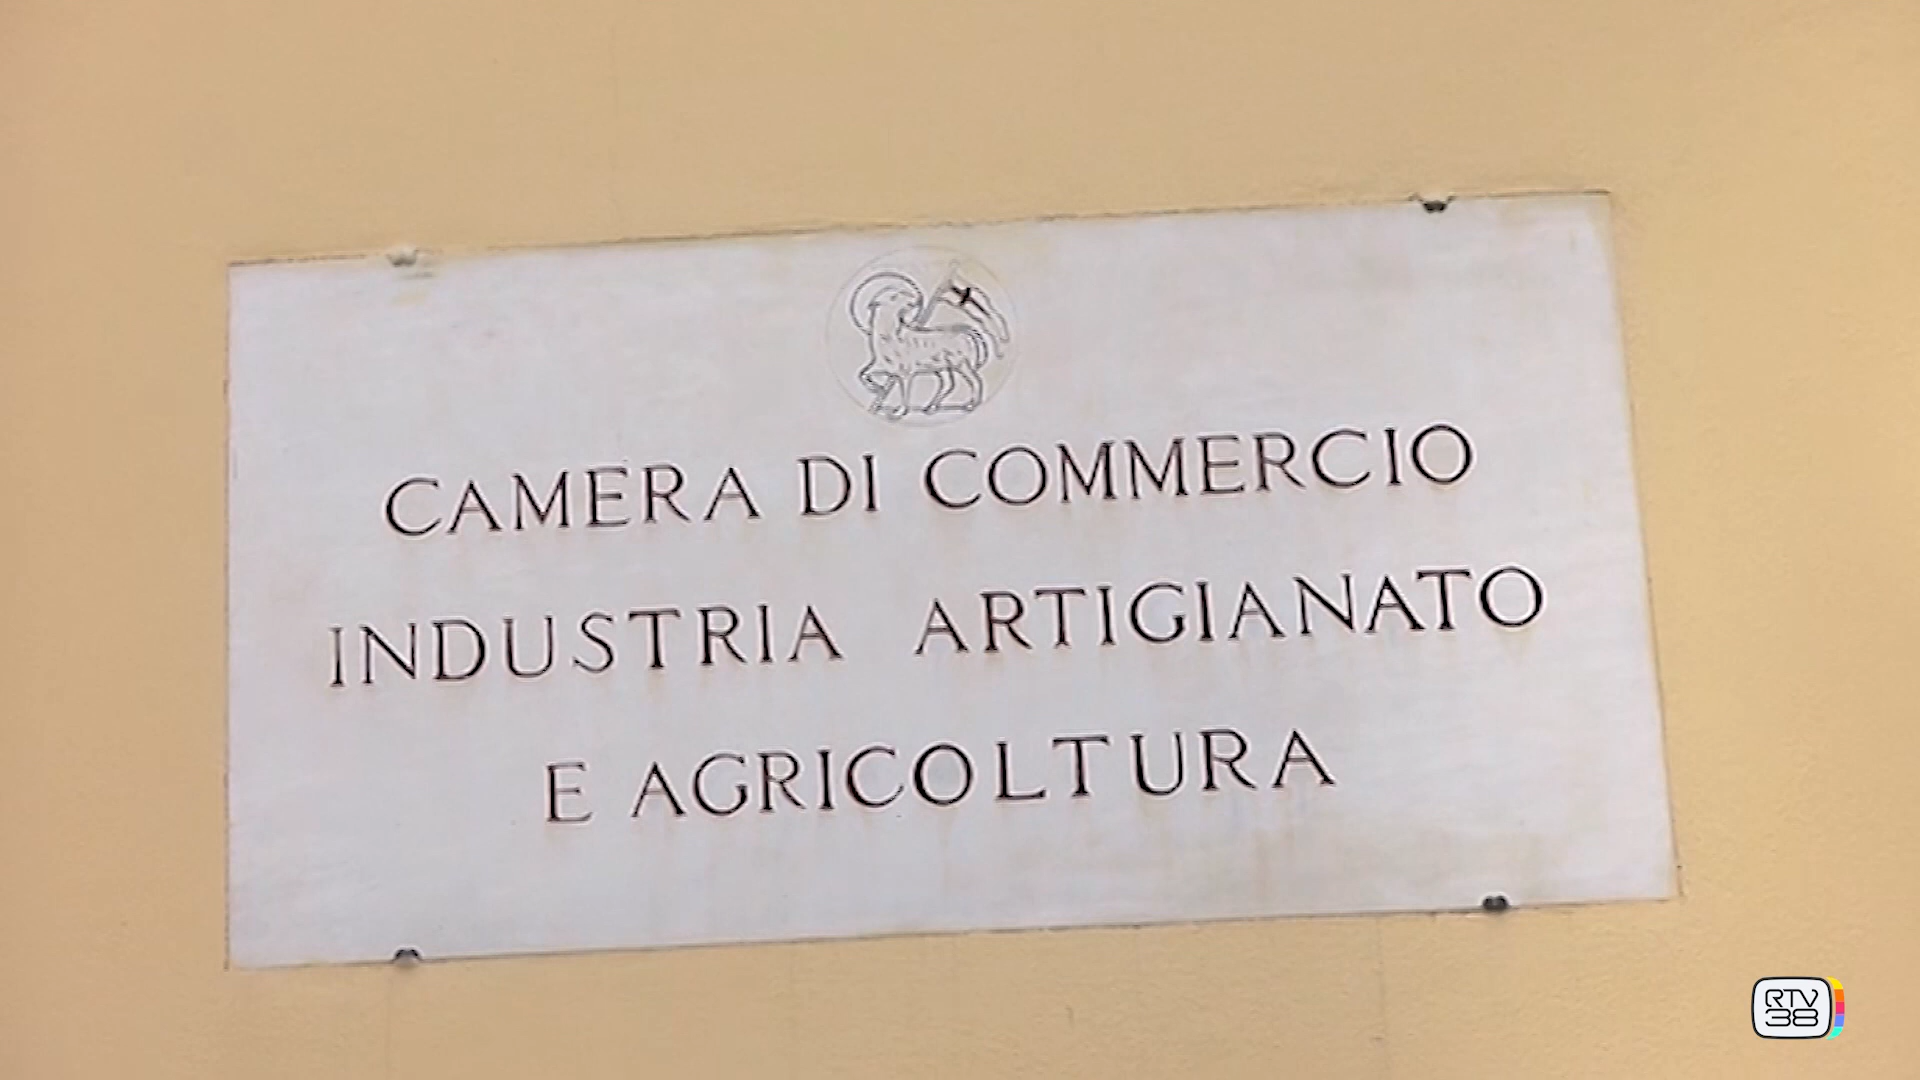 CAMERA DI COMMERCIO
INDUSTRIA ARTIGIANATO
E AGRICOLTURA
RTV
38